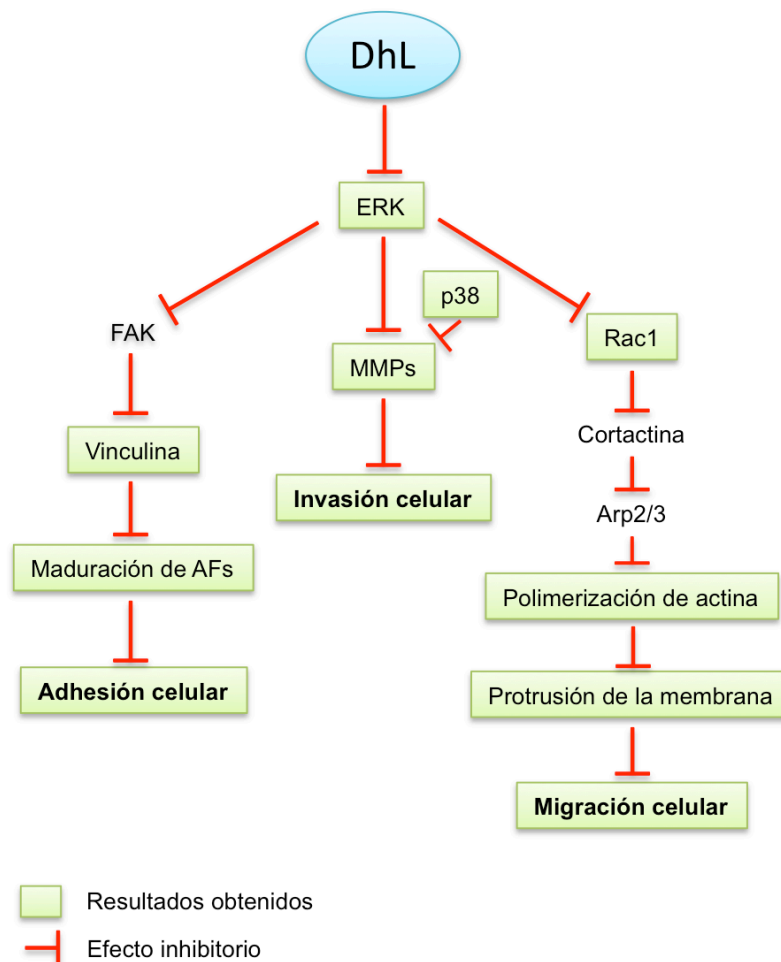 DhL
ERK
p38
FAK
MMPs
Rac1
Vinculina
Cortactina
Invasión celular
Arp2/3
Maduración de AFs
Polimerización de actina
Adhesión celular
Protrusión de la membrana
Migración celular
Resultados obtenidos
Efecto inhibitorio